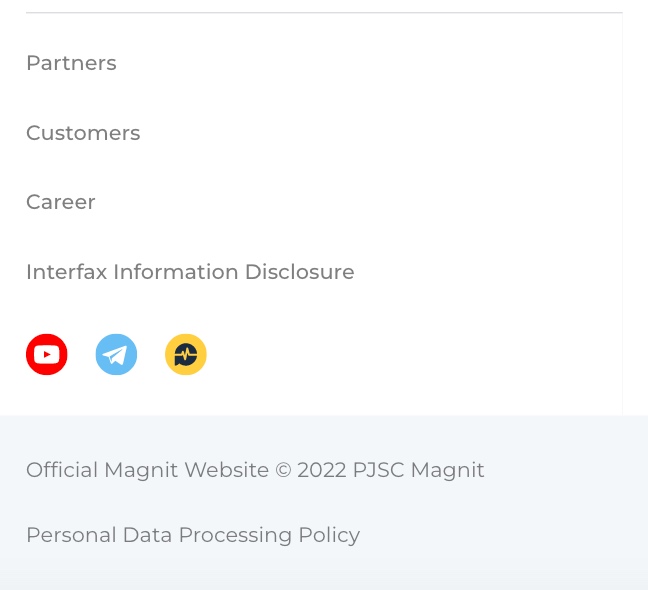 Partners
Customers
Career
Interfax Information Disclosure
Official Magnit Website © 2022 PJSC Magnit
Personal Data Processing Policy